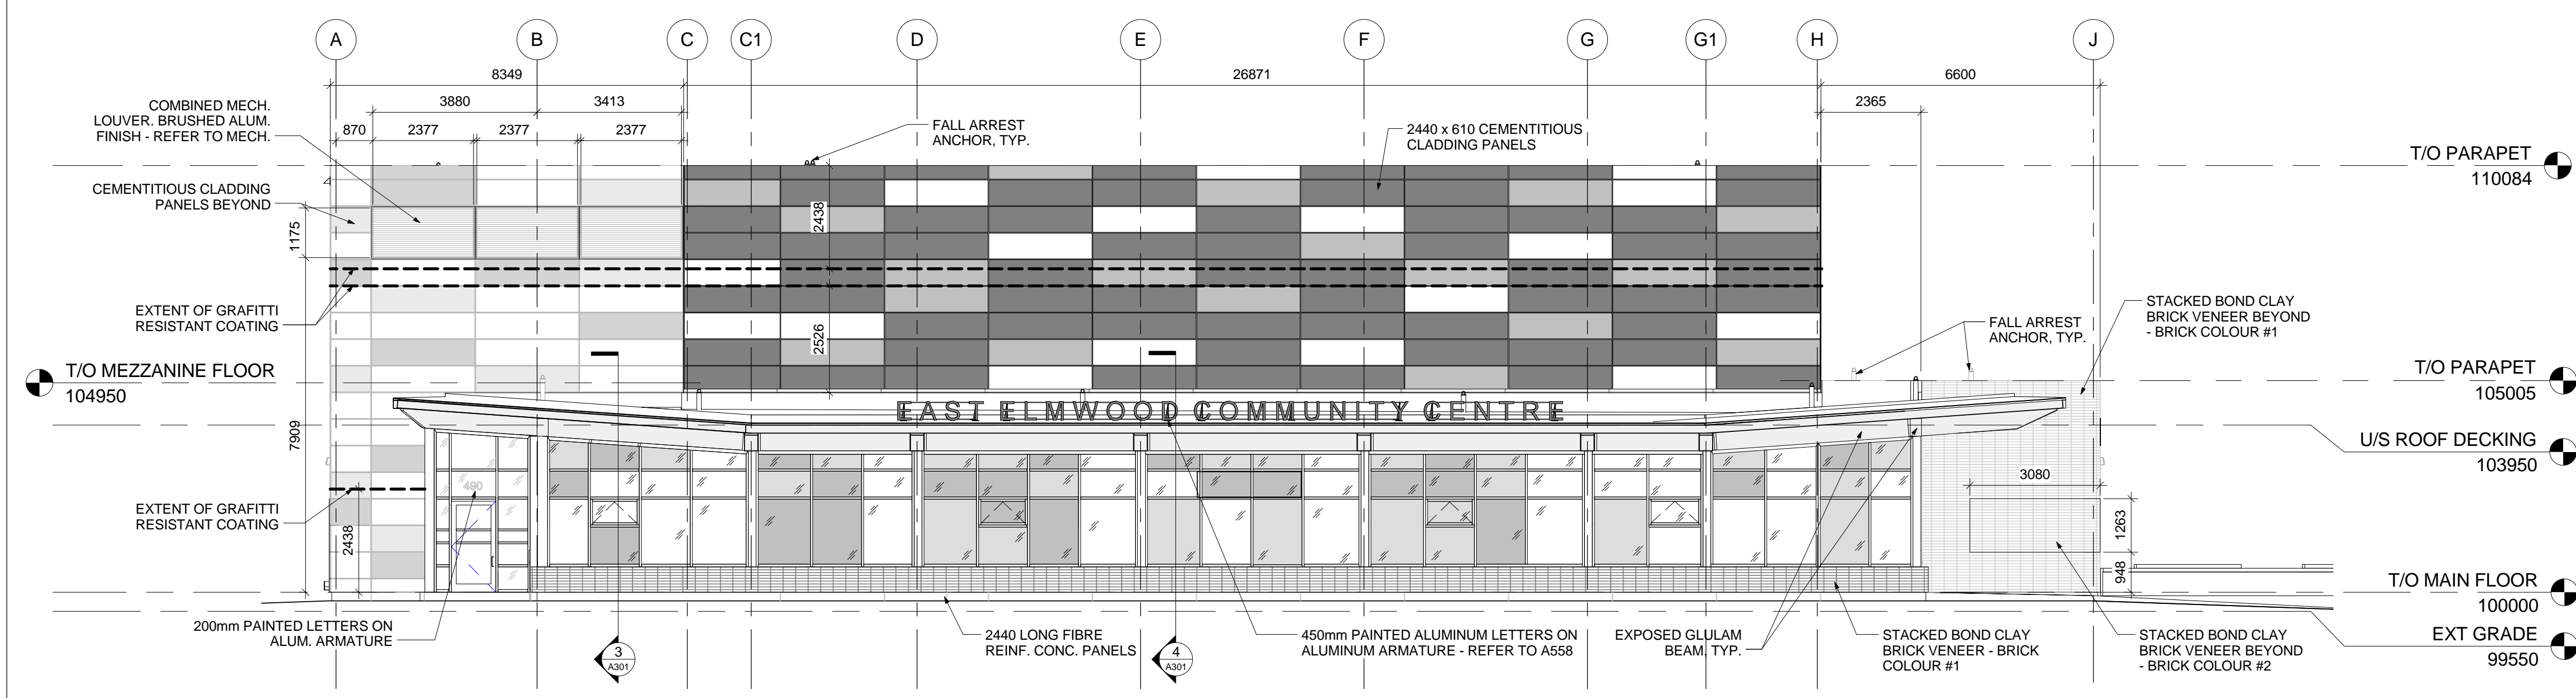 A B C C1 D E F G G1 H J
8349 26871 6600
3880 3413 2365
870 2377 2377 2377
COMBINED MECH.
LOUVER. BRUSHED ALUM.
FINISH - REFER TO MECH.
FALL ARREST
ANCHOR, TYP.
2440 x 610 CEMENTITIOUS
CLADDING PANELS
T/O PARAPET
110084
CEMENTITIOUS CLADDING
PANELS BEYOND
1175
2438
EXTENT OF GRAFITTI
RESISTANT COATING
2526
STACKED BOND CLAY
BRICK VENEER BEYOND
- BRICK COLOUR #1
FALL ARREST
ANCHOR, TYP.
T/O MEZZANINE FLOOR
104950
T/O PARAPET
105005
7909
EAST ELMWOOD COMMUNITY CENTRE
U/S ROOF DECKING
103950
490
3080
EXTENT OF GRAFITTI
RESISTANT COATING
2438
1263
948
T/O MAIN FLOOR
100000
200mm PAINTED LETTERS ON
ALUM. ARMATURE
3
A301
2440 LONG FIBRE
REINF. CONC. PANELS
4
A301
450mm PAINTED ALUMINUM LETTERS ON
ALUMINUM ARMATURE - REFER TO A558
EXPOSED GLULAM
BEAM, TYP.
STACKED BOND CLAY
BRICK VENEER - BRICK
COLOUR #1
STACKED BOND CLAY
BRICK VENEER BEYOND
- BRICK COLOUR #2
EXT GRADE
99550